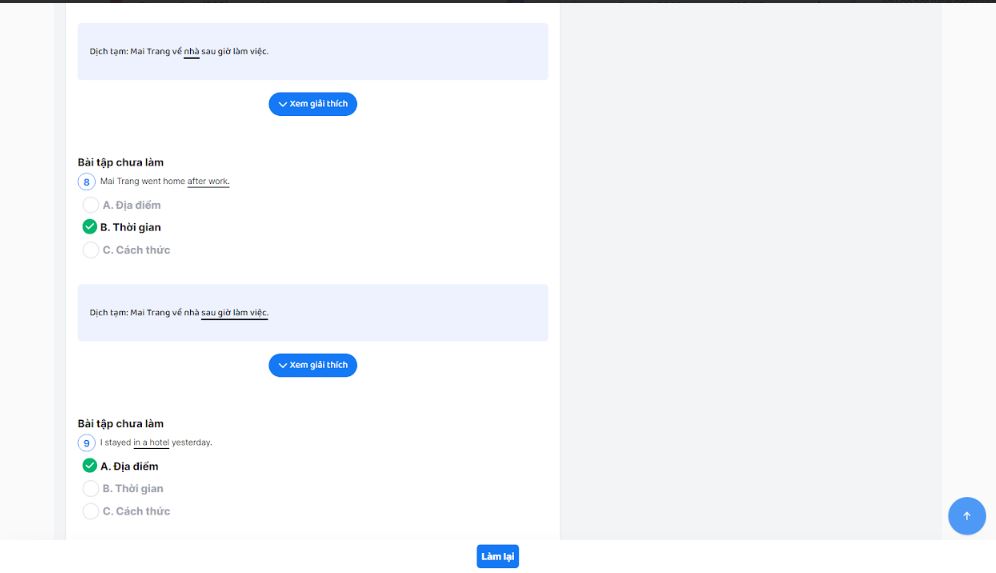 Dịch tạm: Mai Trang về nhà sau giờ làm việc.
Xem giải thích
Bài tập chưa làm
8 Mai Trang went home after work.
A. Địa điểm
B. Thời gian
C. Cách thức
Dịch tạm: Mai Trang về nhà sau giờ làm việc.
Xem giải thích
Bài tập chưa làm
9 I stayed in a hotel yesterday.
A. Địa điểm
B. Thời gian
C. Cách thức
Làm lại